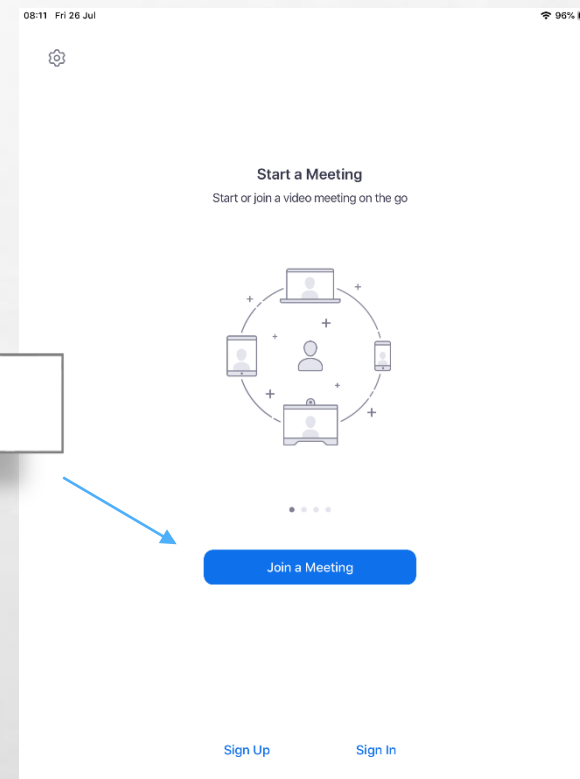 08:11 Fri 26 Jul 96%
Start a Meeting
Start or join a video meeting on the go
Join a Meeting
Sign Up Sign In